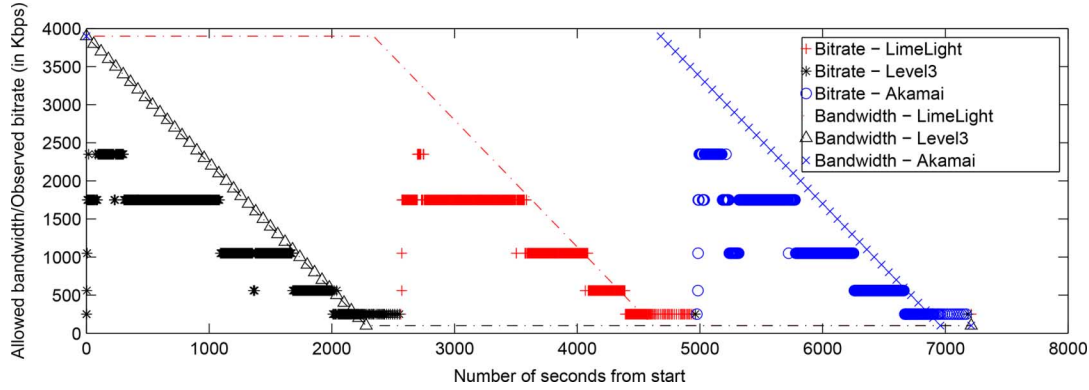 Allowed bandwidth/Observed bitrate (in Kbps)
4000
3500
3000
2500
2000
1500
1000
500
0
0 1000 2000 3000 4000 5000 6000 7000 8000
Number of seconds from start
Bitrate − LimeLight
Bitrate − Level3
Bitrate − Akamai
Bandwidth − LimeLight
Bandwidth − Level3
Bandwidth − Akamai